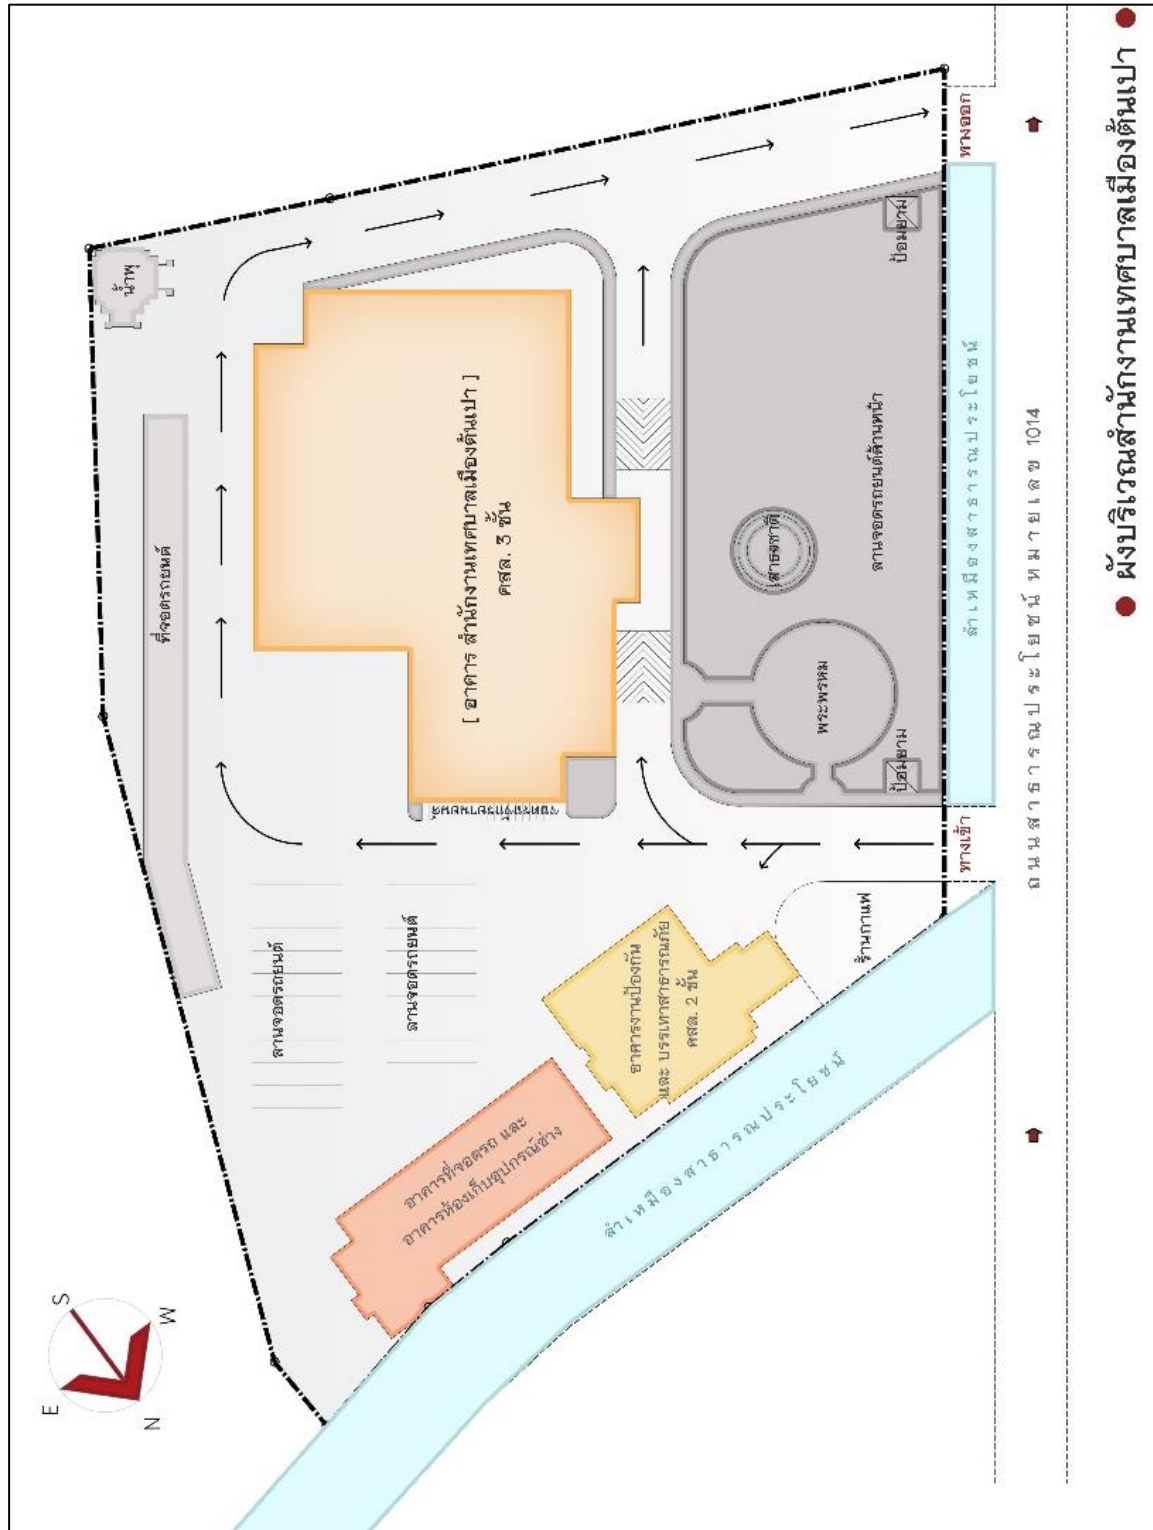 ● ผังบริเวณสำนักงานเทศบาลเมืองต้นเปา ●
น้ำพุ
ที่จอดรถยนต์
[ อาคาร สำนักงานเทศบาลเมืองต้นเปา ]
คสล. 3 ชั้น
ลานจอดรถยนต์
ลานจอดรถยนต์
อาคารที่จอดรถ และ
อาคารห้องเก็บอุปกรณ์ช่าง
อาคารงานป้องกัน
และ บรรเทาสาธารณภัย
คสล. 2 ชั้น
ร้านกาแฟ
เสาธงชาติ
พระพรหม
ลานจอดรถยนต์ด้านหน้า
ป้อมยาม
ป้อมยาม
ทางเข้า
ทางออก
ลำเหมืองสาธารณประโยชน์
ลำเหมืองสาธารณประโยชน์
ถนนสาธารณประโยชน์ หมายเลข 1014
E
S
N
W